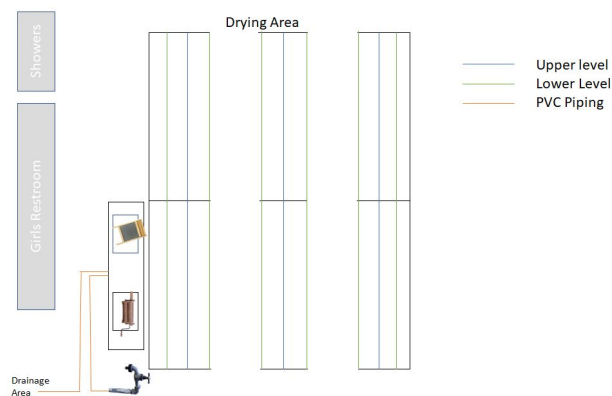 Drying Area
Showers
Girls Restroom
Upper level
Lower Level
PVC Piping
Drainage
Area